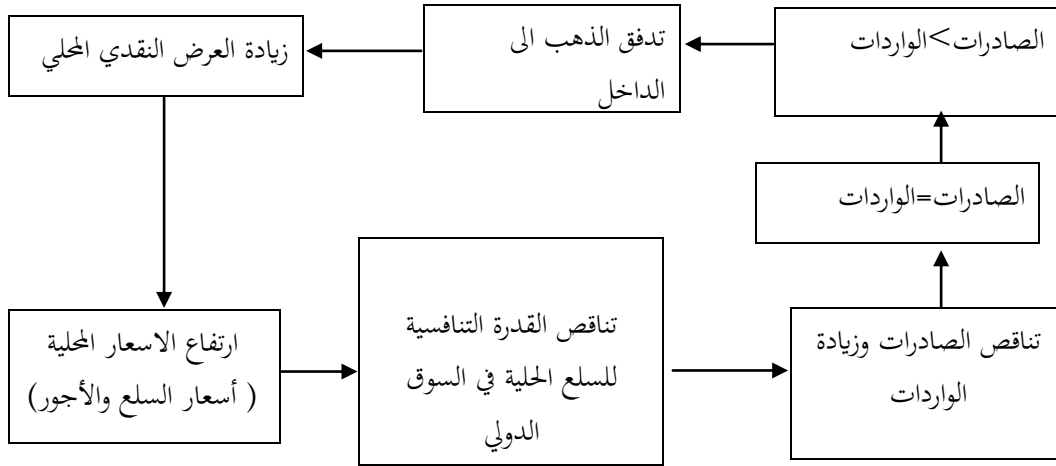 الصادرات>الواردات
تدفق الذهب الى
الداخل
زيادة العرض النقدي المحلي
ارتفاع الاسعار المحلية
( أسعار السلع والأجور)
تناقص القدرة التنافسية
للسلع الحلية في السوق
الدولي
تناقص الصادرات وزيادة
الواردات
الصادرات=الواردات